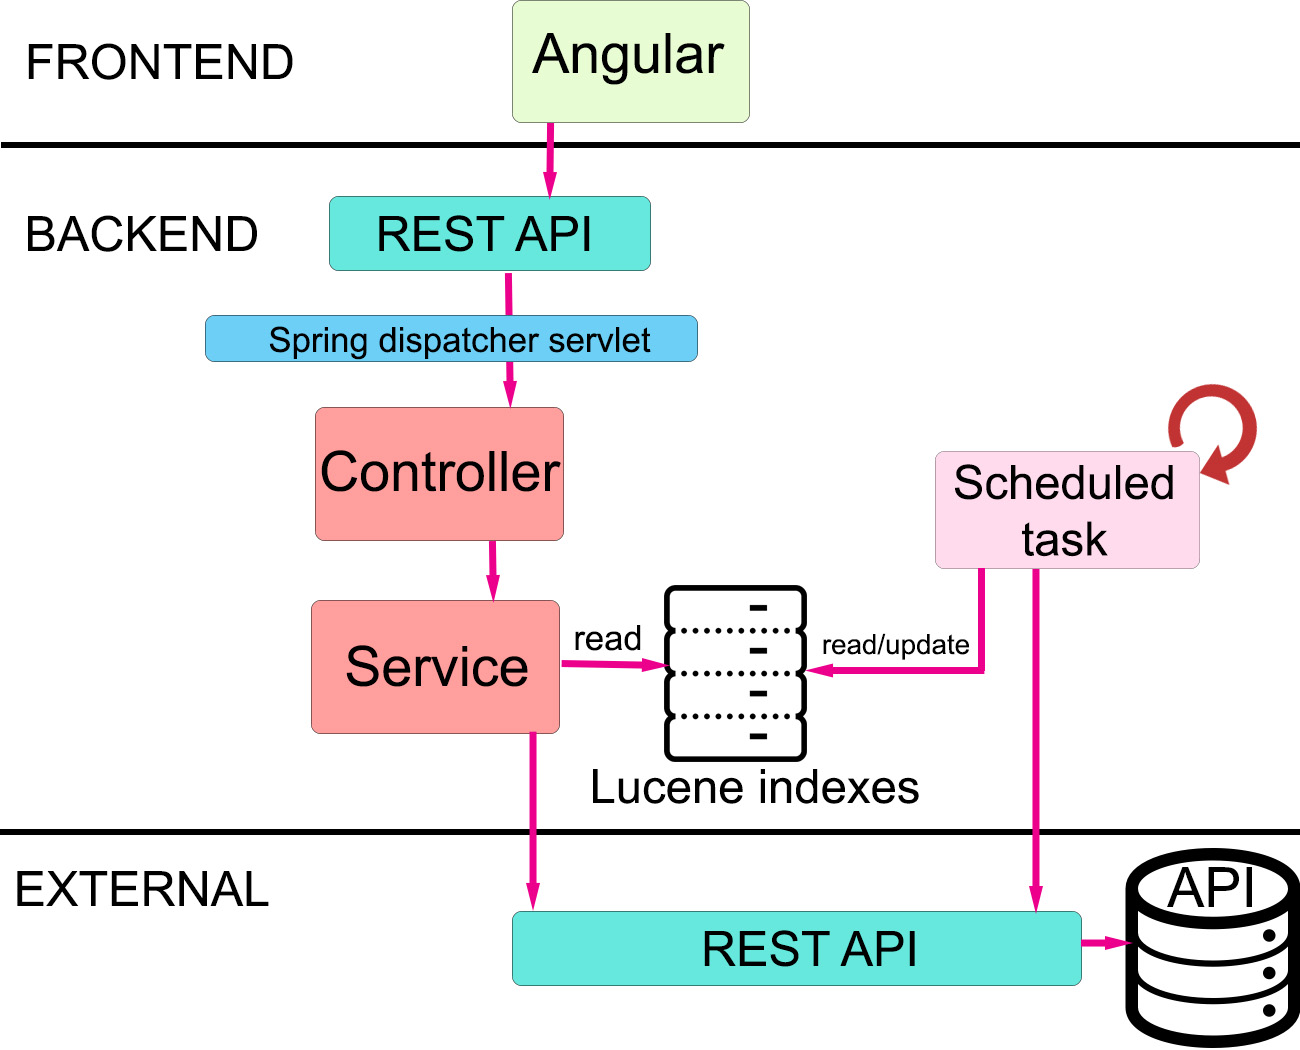 FRONTEND
Angular
BACKEND
REST API
Spring dispatcher servlet
Controller
Scheduled
task
Service
read
read/update
Lucene indexes
EXTERNAL
API
REST API